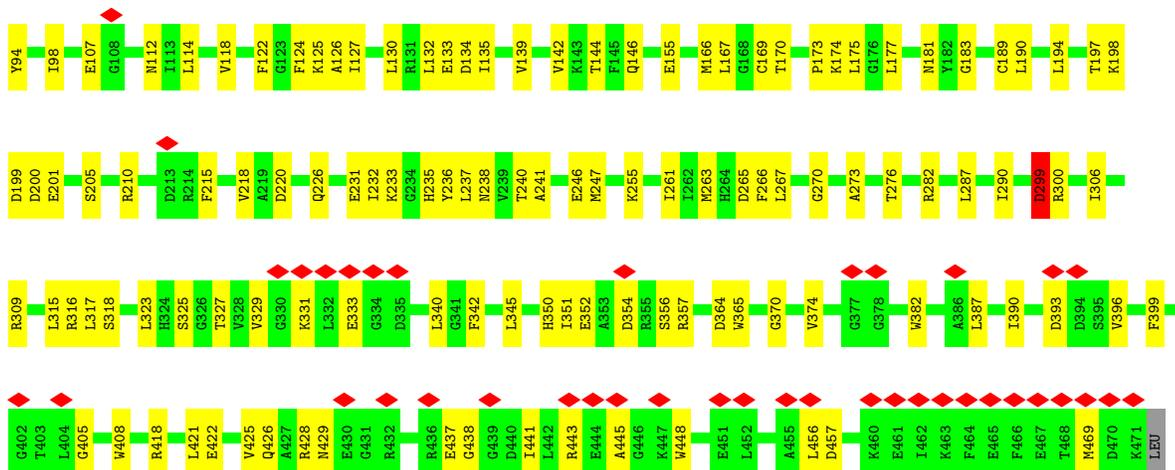 Y94 I98 E107 G108 N112 I113 L114 V118 F122 G123 F124 K125 A126 I127 L130 R131 L132 E133 D134 I135 V139 V142 K143 T144 F145 Q146 E155 M166 L167 G168 C169 T170 P173 K174 L175 G176 L177 N181 Y182 G183 C189 L190 L194 T197 K198
D199 D200 E201 S205 R210 D213 R214 F215 V218 A219 D220 Q226 E231 I232 K233 G234 H235 Y236 L237 N238 V239 T240 A241 E246 M247 K255 I261 I262 M263 H264 D265 F266 L267 G270 A273 T276 R282 L287 I290 D299 R300 I306
R309 L315 R316 L317 S318 L323 H324 S325 G326 T327 V328 V329 G330 K331 L332 E333 G334 D335 L340 G341 F342 L345 H350 I351 E352 A353 D354 R355 S356 R357 D364 W365 G370 V374 G377 G378 W382 A386 L387 I390 D393 D394 S395 V396 F399
G402 T403 L404 G405 W408 R418 L421 E422 V425 Q426 A427 R428 N429 E430 G431 R432 R436 E437 G438 G439 D440 I441 L442 R443 E444 A445 G446 K447 W448 E451 L452 A455 L456 D457 K460 E461 I462 K463 F464 E465 F466 E467 T468 M469 D470 K471 LEU